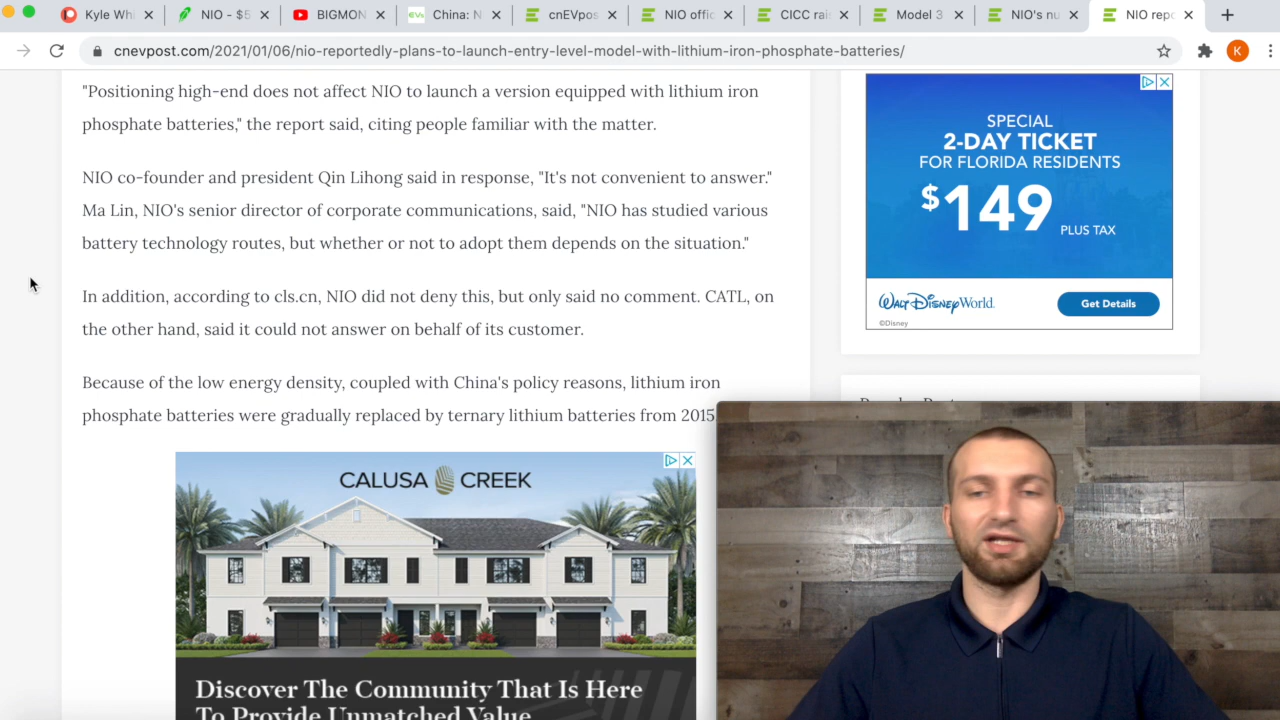 Kyle Whi
NIO - $5
BIGMON
China: N
cnEVpos
NIO offic
CICC rai
Model 3
NIO's nu
NIO repo
cnevpost.com/2021/01/06/nio-reportedly-plans-to-launch-entry-level-model-with-lithium-iron-phosphate-batteries/
K
"Positioning high-end does not affect NIO to launch a version equipped with lithium iron
phosphate batteries," the report said, citing people familiar with the matter.
NIO co-founder and president Qin Lihong said in response, "It's not convenient to answer."
Ma Lin, NIO's senior director of corporate communications, said, "NIO has studied various
battery technology routes, but whether or not to adopt them depends on the situation."
In addition, according to cls.cn, NIO did not deny this, but only said no comment. CATL, on
the other hand, said it could not answer on behalf of its customer.
Because of the low energy density, coupled with China's policy reasons, lithium iron
phosphate batteries were gradually replaced by ternary lithium batteries from 2015
SPECIAL
2-DAY TICKET
FOR FLORIDA RESIDENTS
$149
PLUS TAX
WALT DISNEY World.
Get Details
©Disney
CALUSA CREEK
Discover The Community That Is Here
To Provide Unmatched Value